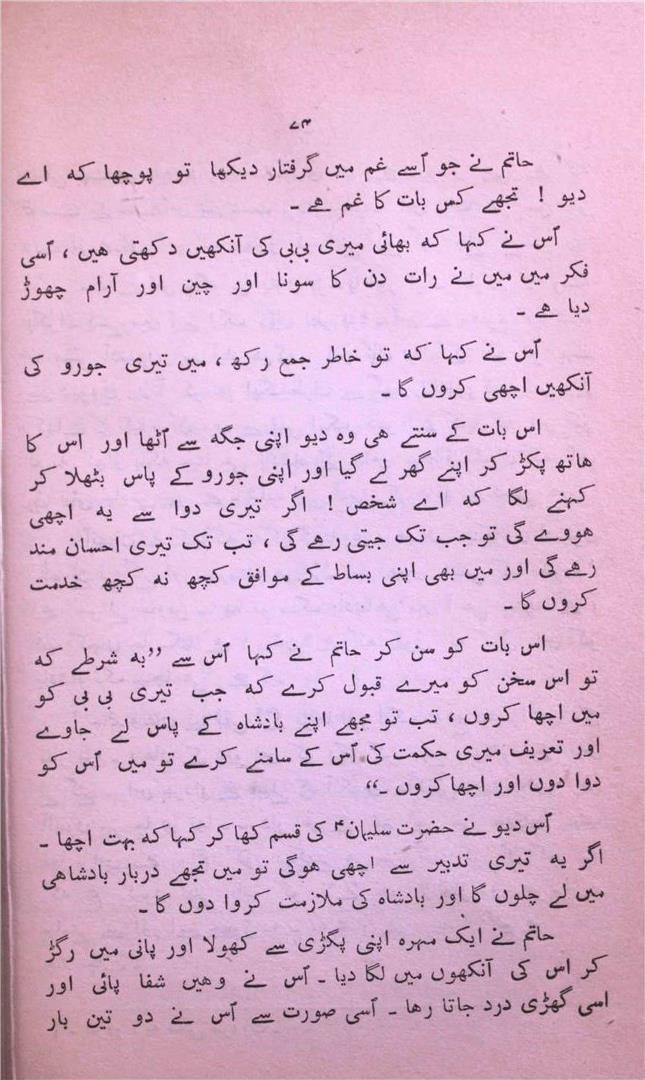 ۷۴
حاتم نے جو اُسے غم میں گرفتار دیکھا تو پوچھا کہ اے
دیو ! تجھے کس بات کا غم ہے ۔
اُس نے کہا کہ بھائی میری بی بی کی آنکھیں دکھتی ہیں ، اُسی
فکر میں میں نے رات دن کا سونا اور چین اور آرام چھوڑ
دیا ہے ۔
اُس نے کہا کہ تو خاطر جمع رکھ ، میں تیری جورو کی
آنکھیں اچھی کروں گا ۔
اس بات کے سنتے ہی وہ دیو اپنی جگہ سے اُٹھا اور اس کا
ہاتھ پکڑ کر اپنے گھر لے گیا اور اپنی جورو کے پاس بٹھلا کر
کہنے لگا کہ اے شخص ! اگر تیری دوا سے یہ اچھی
ہووے گی تو جب تک جیتی رہے گی ، تب تک تیری احسان مند
رہے گی اور میں بھی اپنی بساط کے موافق کچھ نہ کچھ خدمت
کروں گا ۔
اس بات کو سن کر حاتم نے کہا اُس سے ”بہ شرطے کہ
تو اس سخن کو میرے قبول کرے کہ جب تیری بی بی کو
میں اچھا کروں ، تب تو مجھے اپنے بادشاہ کے پاس لے جاوے
اور تعریف میری حکمت کی اُس کے سامنے کرے تو میں اُس کو
دوا دوں اور اچھا کروں ۔“
اُس دیو نے حضرت سلیمان۴ کی قسم کھا کر کہا کہ بہت اچھا ۔
اگر یہ تیری تدبیر سے اچھی ہوگی تو میں تجھے دربار بادشاہی
میں لے چلوں گا اور بادشاہ کی ملازمت کروا دوں گا ۔
حاتم نے ایک مہرہ اپنی پگڑی سے کھولا اور پانی میں رگڑ
کر اس کی آنکھوں میں لگا دیا ۔ اُس نے وہیں شفا پائی اور
اسی گھڑی درد جاتا رہا ۔ اُسی صورت سے اُس نے دو تین بار